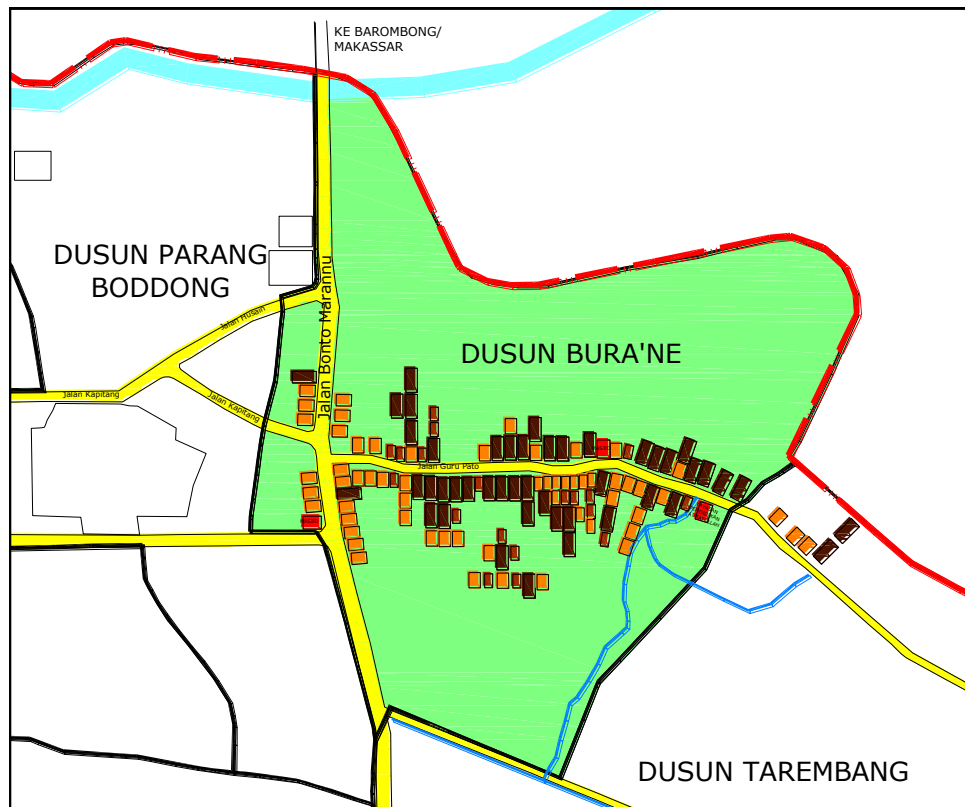 KE BAROMBONG/
MAKASSAR
DUSUN PARANG
BODDONG
Jalan Bonto Marannu
Jalan Husain
DUSUN BURA'NE
Jalan Kapitang
Jalan Kapitang
Jalan Guru Pato
DUSUN TAREMBANG